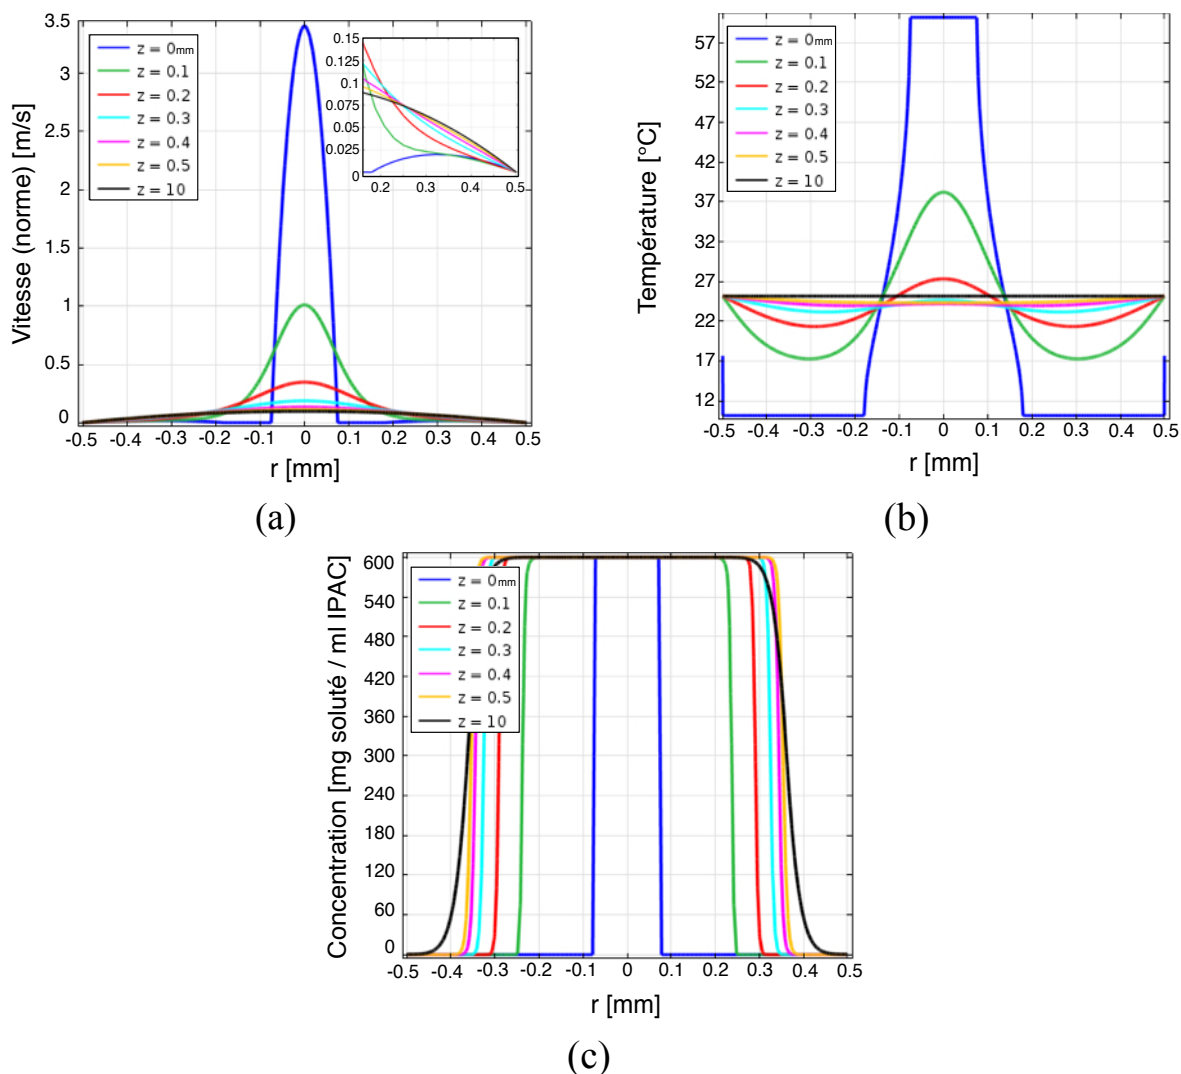 3.5
3
2.5
2
1.5
1
0.5
0
Vitesse (norme) [m/s]
z = 0mm
z = 0.1
z = 0.2
z = 0.3
z = 0.4
z = 0.5
z = 10
0.15
0.125
0.1
0.075
0.05
0.025
0
0.2 0.3 0.4 0.5
-0.5 -0.4 -0.3 -0.2 -0.1 0 0.1 0.2 0.3 0.4 0.5
r [mm]
(a)
57
52
47
42
37
32
27
22
17
12
Température [°C]
z = 0mm
z = 0.1
z = 0.2
z = 0.3
z = 0.4
z = 0.5
z = 10
-0.5 -0.4 -0.3 -0.2 -0.1 0 0.1 0.2 0.3 0.4 0.5
r [mm]
(b)
600
540
480
420
360
300
240
180
120
60
0
Concentration [mg soluté / ml IPAC]
z = 0mm
z = 0.1
z = 0.2
z = 0.3
z = 0.4
z = 0.5
z = 10
-0.5 -0.4 -0.3 -0.2 -0.1 0 0.1 0.2 0.3 0.4 0.5
r [mm]
(c)